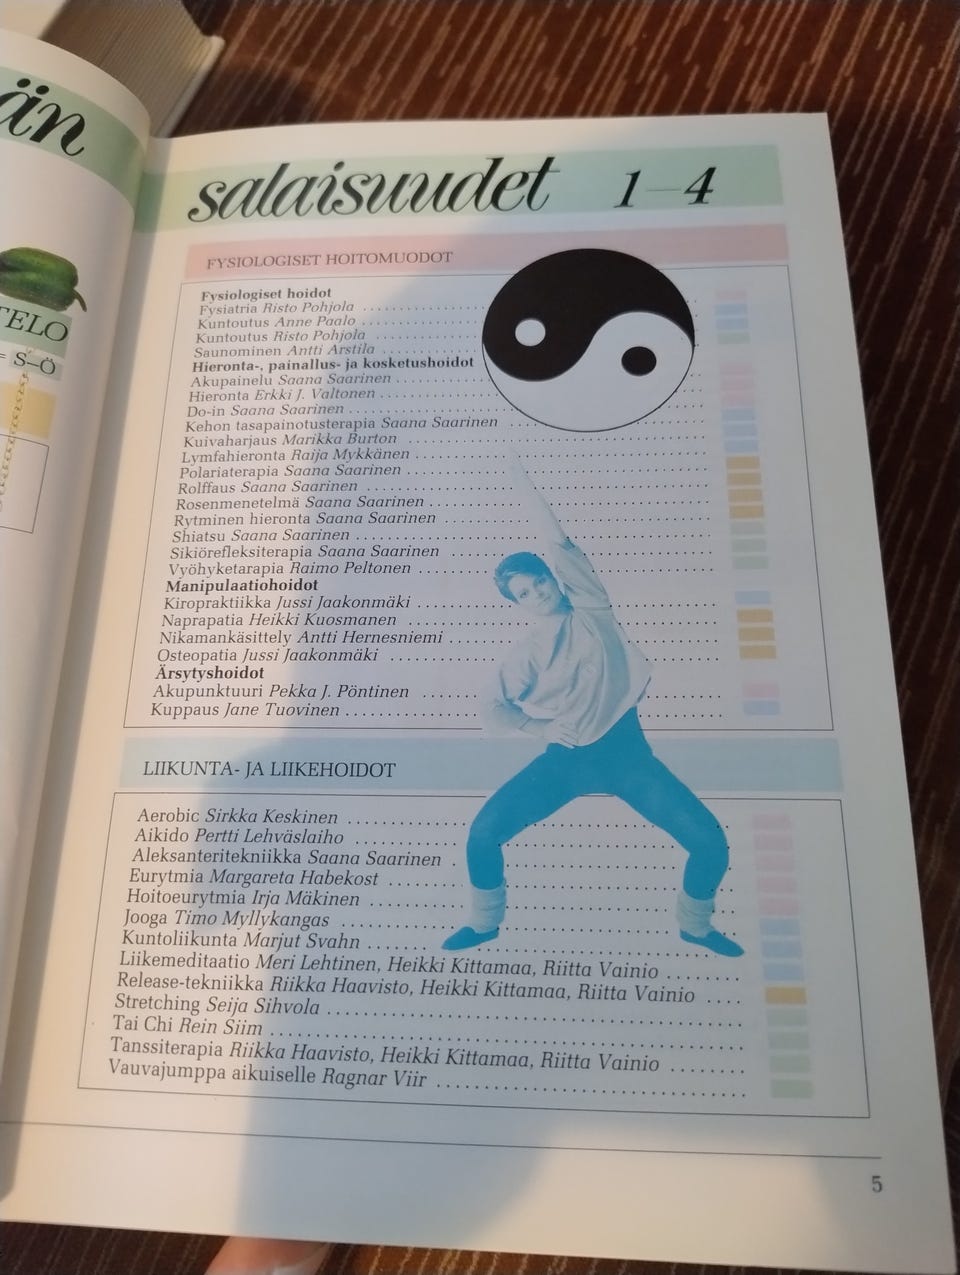 än
TELO
= S–Ö
salaisuudet 1–4
FYSIOLOGISET HOITOMUODOT
Fysiologiset hoidot
Fysiatria Risto Pohjola
Kuntoutus Anne Paalo
Kuntoutus Risto Pohjola
Saunominen Antti Arstila
Hieronta-, painallus- ja kosketushoidot
Akupainelu Saana Saarinen
Hieronta Erkki J. Valtonen
Do-in Saana Saarinen
Kehon tasapainotusterapia Saana Saarinen
Kuivaharjaus Marikka Burton
Lymfahieronta Raija Mykkänen
Polariaterapia Saana Saarinen
Rolffaus Saana Saarinen
Rosenmenetelmä Saana Saarinen
Rytminen hieronta Saana Saarinen
Shiatsu Saana Saarinen
Sikiörefleksiterapia Saana Saarinen
Vyöhyketarapia Raimo Peltonen
Manipulaatiohoidot
Kiropraktiikka Jussi Jaakonmäki
Naprapatia Heikki Kuosmanen
Nikamankäsittely Antti Hernesniemi
Osteopatia Jussi Jaakonmäki
Ärsytyshoidot
Akupunktuuri Pekka J. Pöntinen
Kuppaus Jane Tuovinen
LIIKUNTA- JA LIIKEHOIDOT
Aerobic Sirkka Keskinen
Aikido Pertti Lehväslaiho
Aleksanteritekniikka Saana Saarinen
Eurytmia Margareta Habekost
Hoitoeurytmia Irja Mäkinen
Jooga Timo Myllykangas
Kuntoliikunta Marjut Svahn
Liikemeditaatio Meri Lehtinen, Heikki Kittamaa, Riitta Vainio
Release-tekniikka Riikka Haavisto, Heikki Kittamaa, Riitta Vainio
Stretching Seija Sihvola
Tai Chi Rein Siim
Tanssiterapia Riikka Haavisto, Heikki Kittamaa, Riitta Vainio
Vauvajumppa aikuiselle Ragnar Viir
5